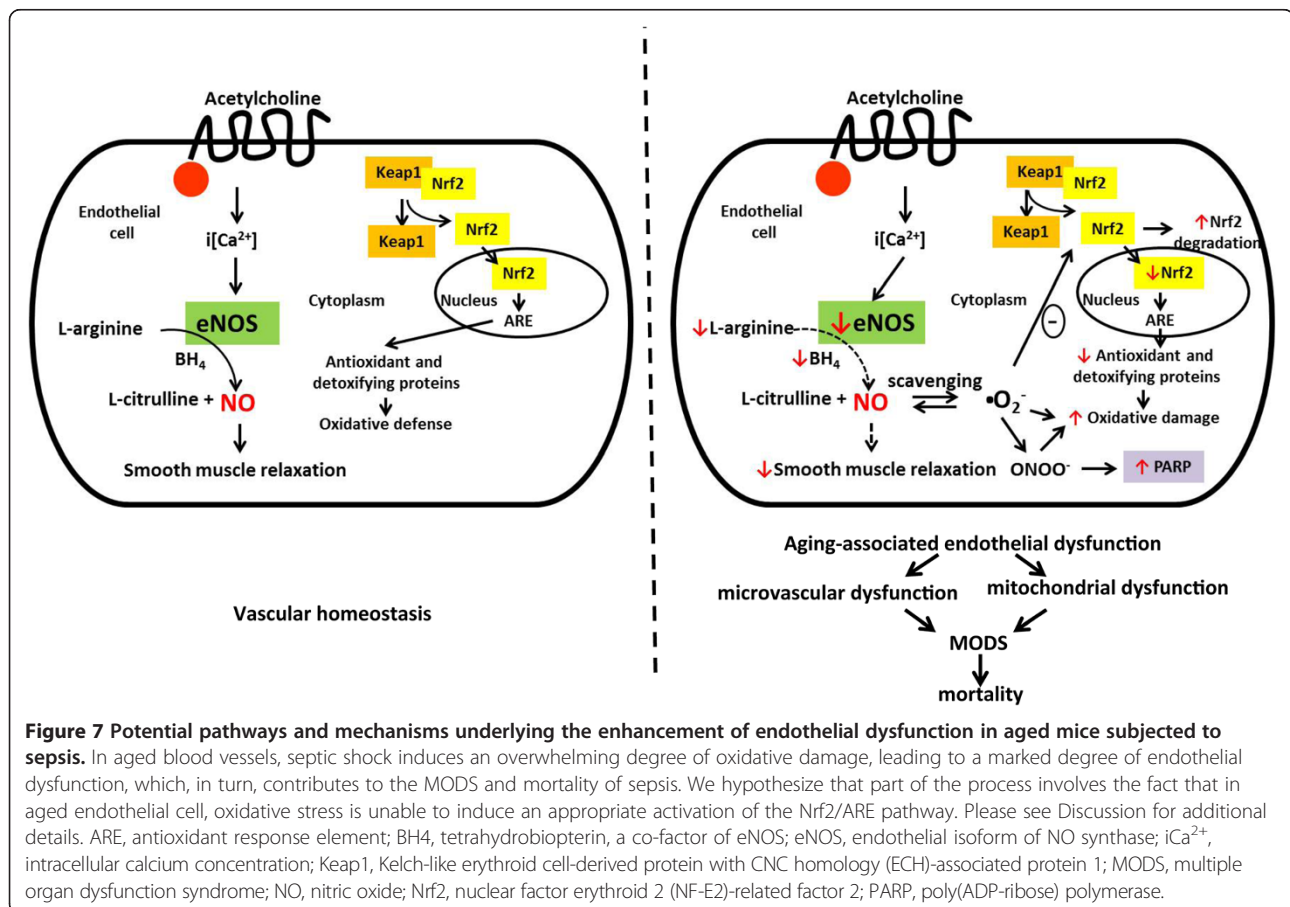 Acetylcholine
Endothelial
cell
i[Ca²⁺]
Keap1
Nrf2
Keap1
Nrf2
Nrf2
Cytoplasm
Nucleus
ARE
L-arginine
eNOS
BH₄
L-citrulline + NO
Smooth muscle relaxation
Antioxidant and
detoxifying proteins
Oxidative defense
Vascular homeostasis
Acetylcholine
Endothelial
cell
i[Ca²⁺]
Keap1
Nrf2
Keap1
Nrf2
↑Nrf2
degradation
↓Nrf2
Cytoplasm
Nucleus
ARE
−
↓L-arginine
↓eNOS
↓BH₄
L-citrulline + NO
scavenging
•O₂⁻
↓ Antioxidant and
detoxifying proteins
↑ Oxidative damage
↓Smooth muscle relaxation
ONOO⁻
↑ PARP
Aging-associated endothelial dysfunction
microvascular dysfunction
mitochondrial dysfunction
MODS
mortality
Figure 7 Potential pathways and mechanisms underlying the enhancement of endothelial dysfunction in aged mice subjected to
sepsis. In aged blood vessels, septic shock induces an overwhelming degree of oxidative damage, leading to a marked degree of endothelial
dysfunction, which, in turn, contributes to the MODS and mortality of sepsis. We hypothesize that part of the process involves the fact that in
aged endothelial cell, oxidative stress is unable to induce an appropriate activation of the Nrf2/ARE pathway. Please see Discussion for additional
details. ARE, antioxidant response element; BH4, tetrahydrobiopterin, a co-factor of eNOS; eNOS, endothelial isoform of NO synthase; iCa²⁺,
intracellular calcium concentration; Keap1, Kelch-like erythroid cell-derived protein with CNC homology (ECH)-associated protein 1; MODS, multiple
organ dysfunction syndrome; NO, nitric oxide; Nrf2, nuclear factor erythroid 2 (NF-E2)-related factor 2; PARP, poly(ADP-ribose) polymerase.